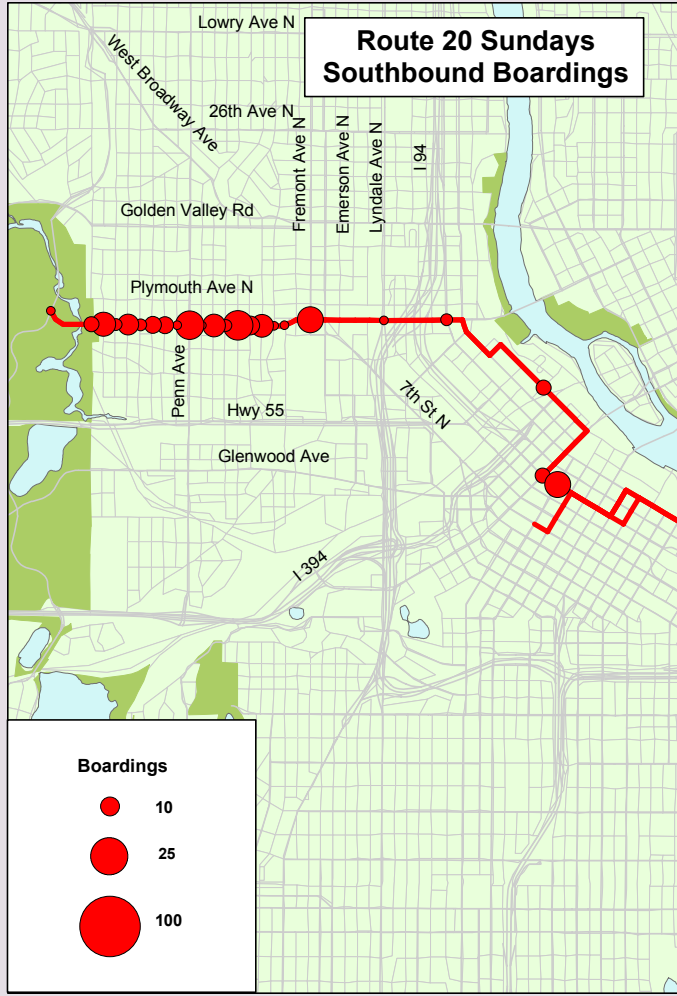 Route 20 Sundays
Southbound Boardings
Lowry Ave N
West Broadway Ave
26th Ave N
Fremont Ave N
Emerson Ave N
Lyndale Ave N
I 94
Golden Valley Rd
Plymouth Ave N
Penn Ave
7th St N
Hwy 55
Glenwood Ave
I 394
Boardings
10
25
100